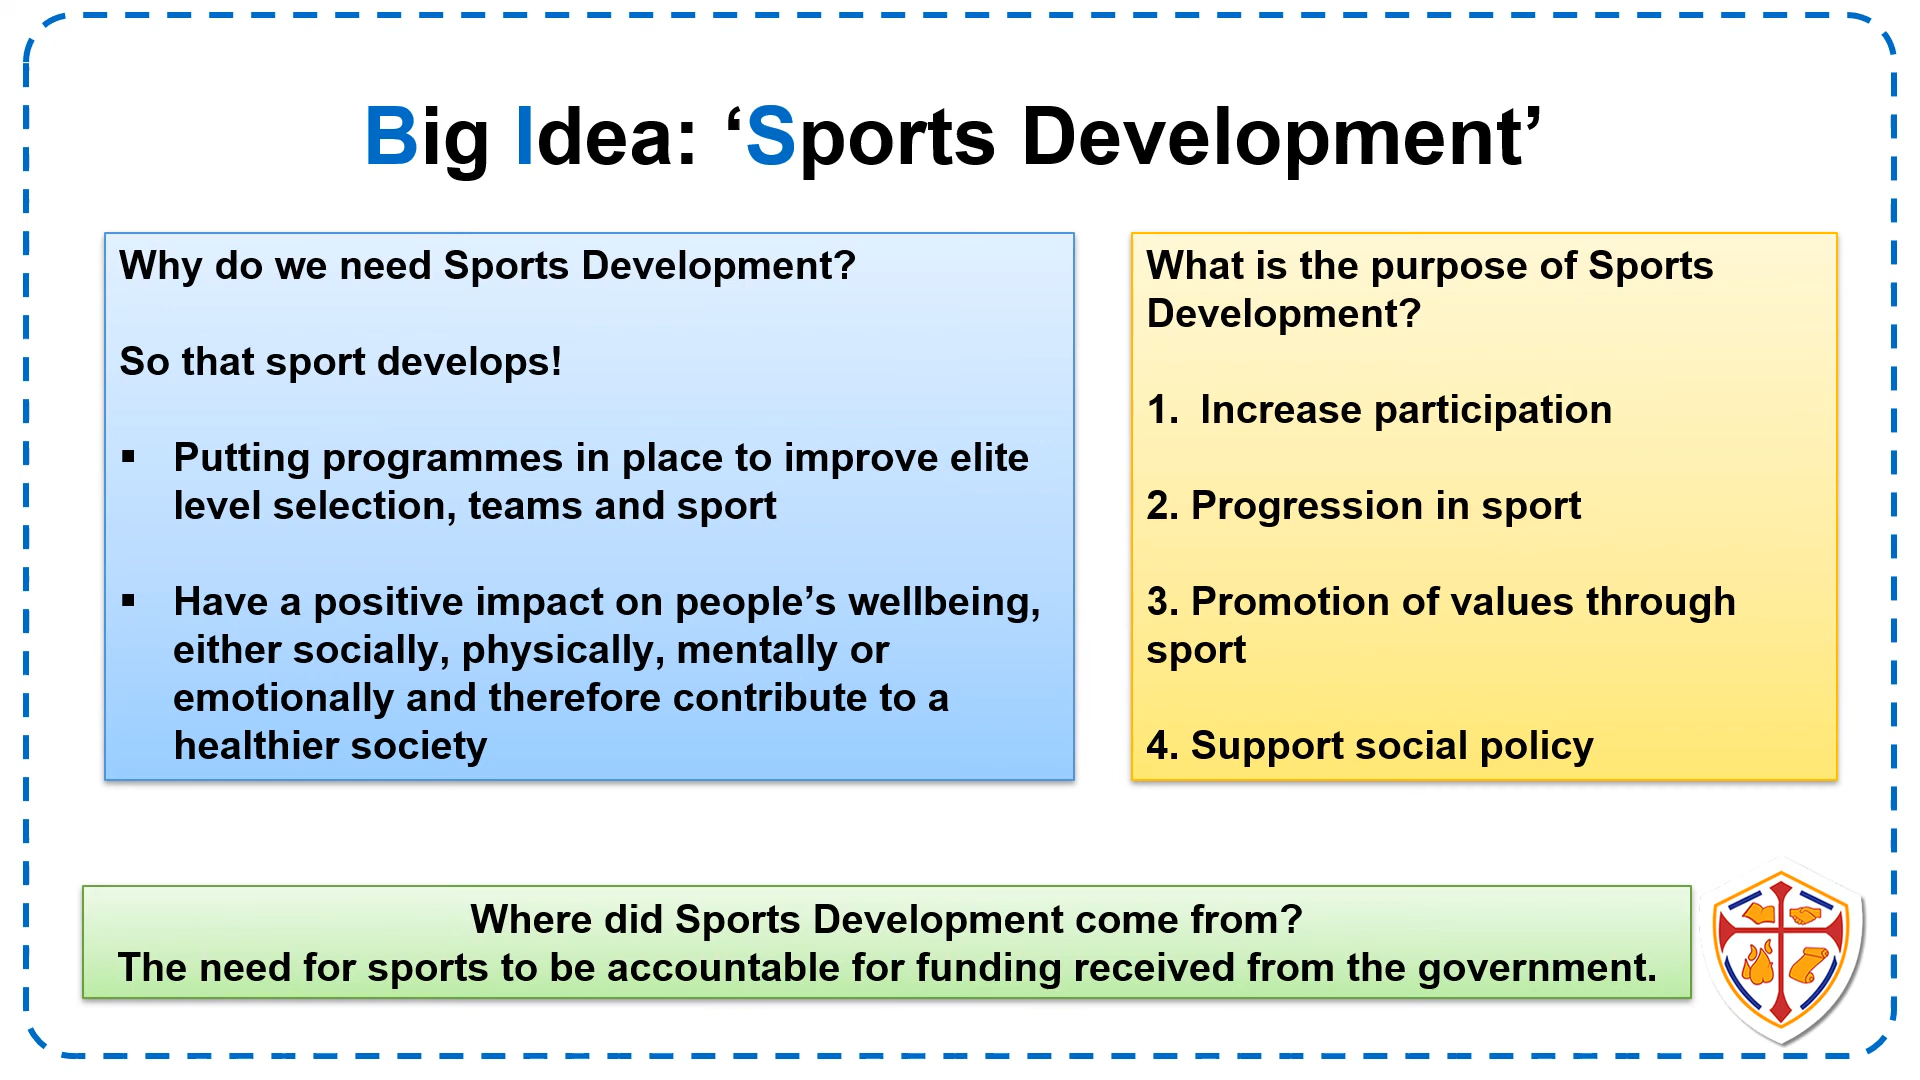 Big Idea: ‘Sports Development’
Why do we need Sports Development?
So that sport develops!
▪ Putting programmes in place to improve elite
level selection, teams and sport
▪ Have a positive impact on people’s wellbeing,
either socially, physically, mentally or
emotionally and therefore contribute to a
healthier society
What is the purpose of Sports
Development?
1. Increase participation
2. Progression in sport
3. Promotion of values through
sport
4. Support social policy
Where did Sports Development come from?
The need for sports to be accountable for funding received from the government.